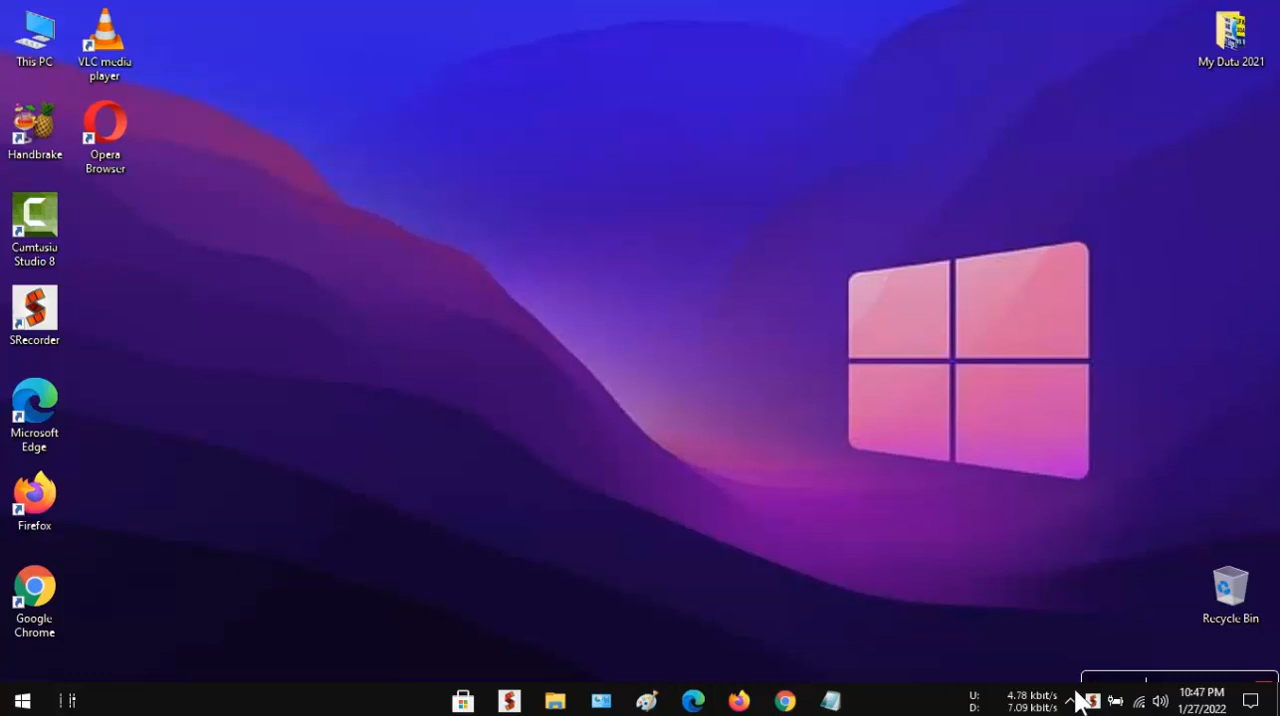 This PC
VLC media
player
My Data 2021
Handbrake
Opera
Browser
Camtasia
Studio 8
SRecorder
Microsoft
Edge
Firefox
Google
Chrome
Recycle Bin
U: 4.78 kbit/s
D: 7.09 kbit/s
10:47 PM
1/27/2022